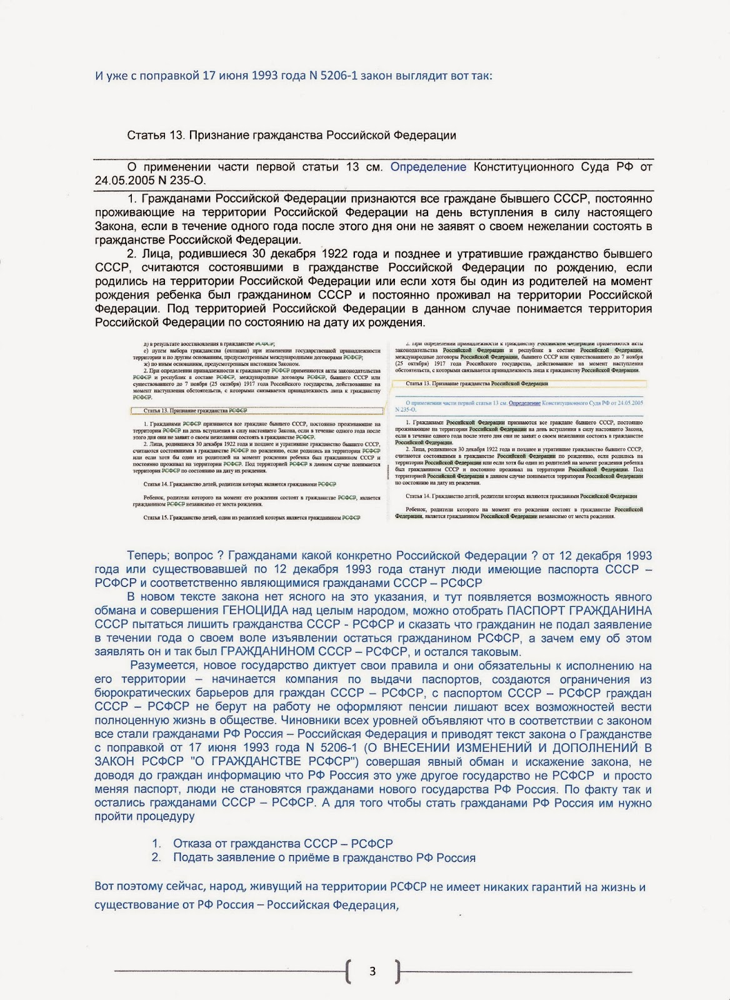 И уже с поправкой 17 июня 1993 года N 5206-1 закон выглядит вот так:
Статья 13. Признание гражданства Российской Федерации
О применении части первой статьи 13 см. Определение Конституционного Суда РФ от
24.05.2005 N 235-О.
1. Гражданами Российской Федерации признаются все граждане бывшего СССР, постоянно
проживающие на территории Российской Федерации на день вступления в силу настоящего
Закона, если в течение одного года после этого дня они не заявят о своем нежелании состоять в
гражданстве Российской Федерации.
2. Лица, родившиеся 30 декабря 1922 года и позднее и утратившие гражданство бывшего
СССР, считаются состоявшими в гражданстве Российской Федерации по рождению, если
родились на территории Российской Федерации или если хотя бы один из родителей на момент
рождения ребенка был гражданином СССР и постоянно проживал на территории Российской
Федерации. Под территорией Российской Федерации в данном случае понимается территория
Российской Федерации по состоянию на дату их рождения.
д) в результате восстановления в гражданстве РСФСР;
е) путем выбора гражданства (оптации) при изменении государственной принадлежности
территории и по другим основаниям, предусмотренным международными договорами РСФСР;
ж) по иным основаниям, предусмотренным настоящим Законом.
2. При определении принадлежности к гражданству РСФСР применяются акты законодательства
РСФСР и республик в составе РСФСР, международные договоры РСФСР, бывшего СССР или
существовавшего до 7 ноября (25 октября) 1917 года Российского государства, действовавшие на
момент наступления обстоятельств, с которыми связывается принадлежность лица к гражданству
РСФСР.
Статья 13. Признание гражданства РСФСР
1. Гражданами РСФСР признаются все граждане бывшего СССР, постоянно проживающие на
территории РСФСР на день вступления в силу настоящего Закона, если в течение одного года после
этого дня они не заявят о своем нежелании состоять в гражданстве РСФСР.
2. Лица, родившиеся 30 декабря 1922 года и позднее и утратившие гражданство бывшего СССР,
считаются состоявшими в гражданстве РСФСР по рождению, если родились на территории РСФСР
или если хотя бы один из родителей на момент рождения ребенка был гражданином СССР и
постоянно проживал на территории РСФСР. Под территорией РСФСР в данном случае понимается
территория РСФСР по состоянию на дату их рождения.
Статья 14. Гражданство детей, родители которых являются гражданами РСФСР
Ребенок, родители которого на момент его рождения состоят в гражданстве РСФСР, является
гражданином РСФСР независимо от места рождения.
Статья 15. Гражданство детей, один из родителей которых является гражданином РСФСР
2. При определении принадлежности к гражданству Российской Федерации применяются акты
законодательства Российской Федерации и республик в составе Российской Федерации,
международные договоры Российской Федерации, бывшего СССР или существовавшего до 7 ноября
(25 октября) 1917 года Российского государства, действовавшие на момент наступления
обстоятельств, с которыми связывается принадлежность лица к гражданству Российской Федерации.
Статья 13. Признание гражданства Российской Федерации
О применении части первой статьи 13 см. Определение Конституционного Суда РФ от 24.05.2005
N 235-О.
1. Гражданами Российской Федерации признаются все граждане бывшего СССР, постоянно
проживающие на территории Российской Федерации на день вступления в силу настоящего Закона,
если в течение одного года после этого дня они не заявят о своем нежелании состоять в гражданстве
Российской Федерации.
2. Лица, родившиеся 30 декабря 1922 года и позднее и утратившие гражданство бывшего СССР,
считаются состоявшими в гражданстве Российской Федерации по рождению, если родились на
территории Российской Федерации или если хотя бы один из родителей на момент рождения ребенка
был гражданином СССР и постоянно проживал на территории Российской Федерации. Под
территорией Российской Федерации в данном случае понимается территория Российской Федерации
по состоянию на дату их рождения.
Статья 14. Гражданство детей, родители которых являются гражданами Российской Федерации
Ребенок, родители которого на момент его рождения состоят в гражданстве Российской
Федерации, является гражданином Российской Федерации независимо от места рождения.
Теперь; вопрос ? Гражданами какой конкретно Российской Федерации ? от 12 декабря 1993
года или существовавшей по 12 декабря 1993 года станут люди имеющие паспорта СССР –
РСФСР и соответственно являющимися гражданами СССР – РСФСР
В новом тексте закона нет ясного на это указания, и тут появляется возможность явного
обмана и совершения ГЕНОЦИДА над целым народом, можно отобрать ПАСПОРТ ГРАЖДАНИНА
СССР пытаться лишить гражданства СССР - РСФСР и сказать что гражданин не подал заявление
в течении года о своем воле изъявлении остаться гражданином РСФСР, а зачем ему об этом
заявлять он и так был ГРАЖДАНИНОМ СССР – РСФСР, и остался таковым.
Разумеется, новое государство диктует свои правила и они обязательны к исполнению на
его территории – начинается компания по выдачи паспортов, создаются ограничения из
бюрократических барьеров для граждан СССР – РСФСР, с паспортом СССР – РСФСР граждан
СССР – РСФСР не берут на работу не оформляют пенсии лишают всех возможностей вести
полноценную жизнь в обществе. Чиновники всех уровней объявляют что в соответствии с законом
все стали гражданами РФ Россия – Российская Федерация и приводят текст закона о Гражданстве
с поправкой от 17 июня 1993 года N 5206-1 (О ВНЕСЕНИИ ИЗМЕНЕНИЙ И ДОПОЛНЕНИЙ В
ЗАКОН РСФСР "О ГРАЖДАНСТВЕ РСФСР") совершая явный обман и искажение закона, не
доводя до граждан информацию что РФ Россия это уже другое государство не РСФСР и просто
меняя паспорт, люди не становятся гражданами нового государства РФ Россия. По факту так и
остались гражданами СССР – РСФСР. А для того чтобы стать гражданами РФ Россия им нужно
пройти процедуру
1. Отказа от гражданства СССР – РСФСР
2. Подать заявление о приёме в гражданство РФ Россия
Вот поэтому сейчас, народ, живущий на территории РСФСР не имеет никаких гарантий на жизнь и
существование от РФ Россия – Российская Федерация,
3